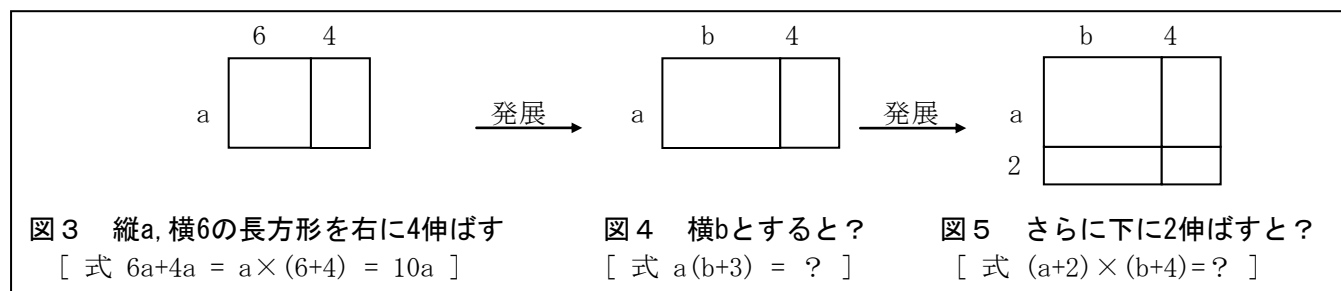 6 4
b 4
b 4
a
発展
a
発展
a
2
図3 縦a,横6の長方形を右に4伸ばす
図4 横bとすると?
図5 さらに下に2伸ばすと?
[ 式 6a+4a = a×(6+4) = 10a ]
[ 式 a(b+3) = ? ]
[ 式 (a+2)×(b+4)=? ]